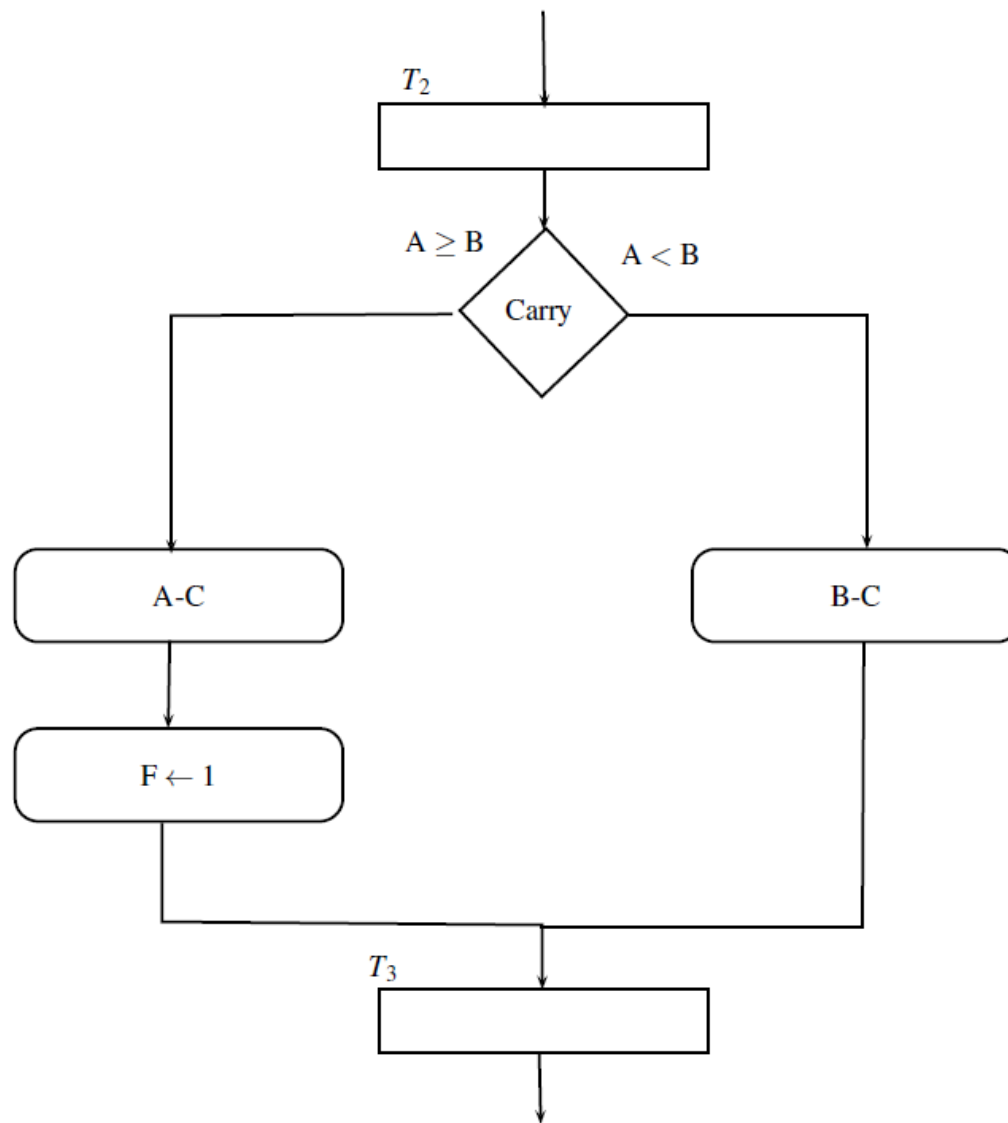 T₂
A ≥ B
A < B
Carry
A-C
B-C
F ← 1
T₃